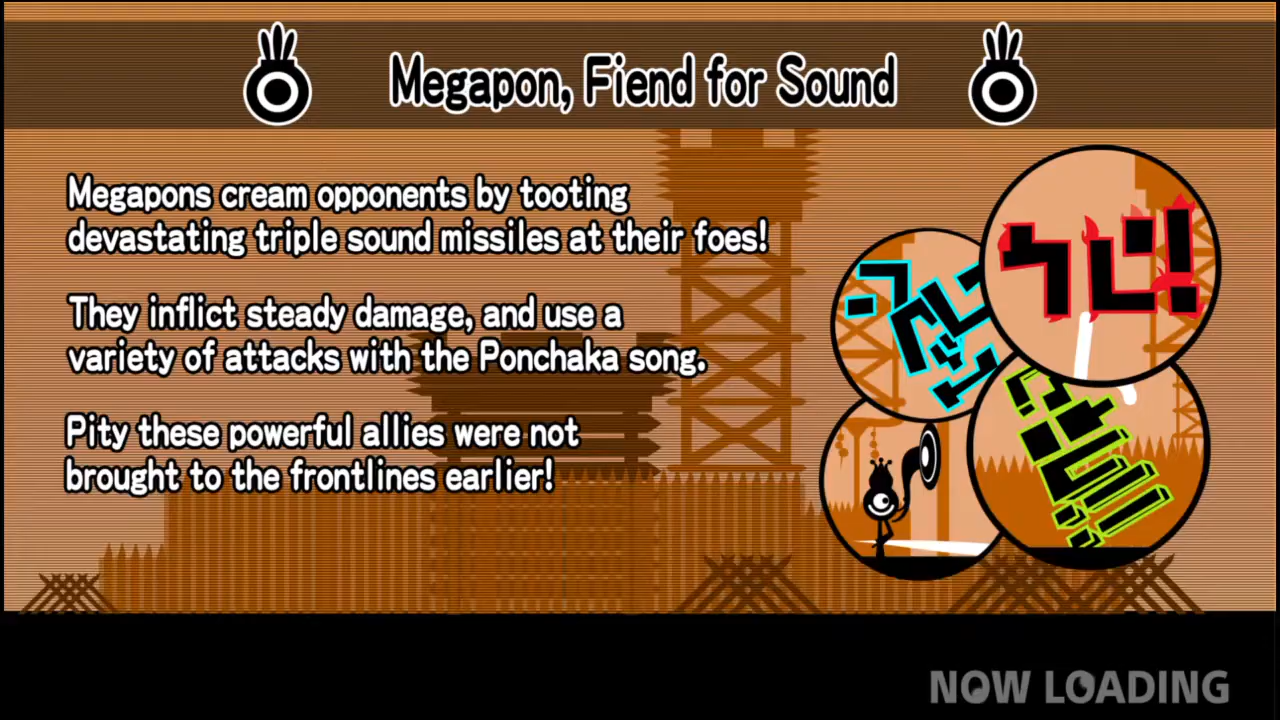 Megapon, Fiend for Sound
Megapons cream opponents by tooting
devastating triple sound missiles at their foes!
They inflict steady damage, and use a
variety of attacks with the Ponchaka song.
Pity these powerful allies were not
brought to the frontlines earlier!
NOW LOADING